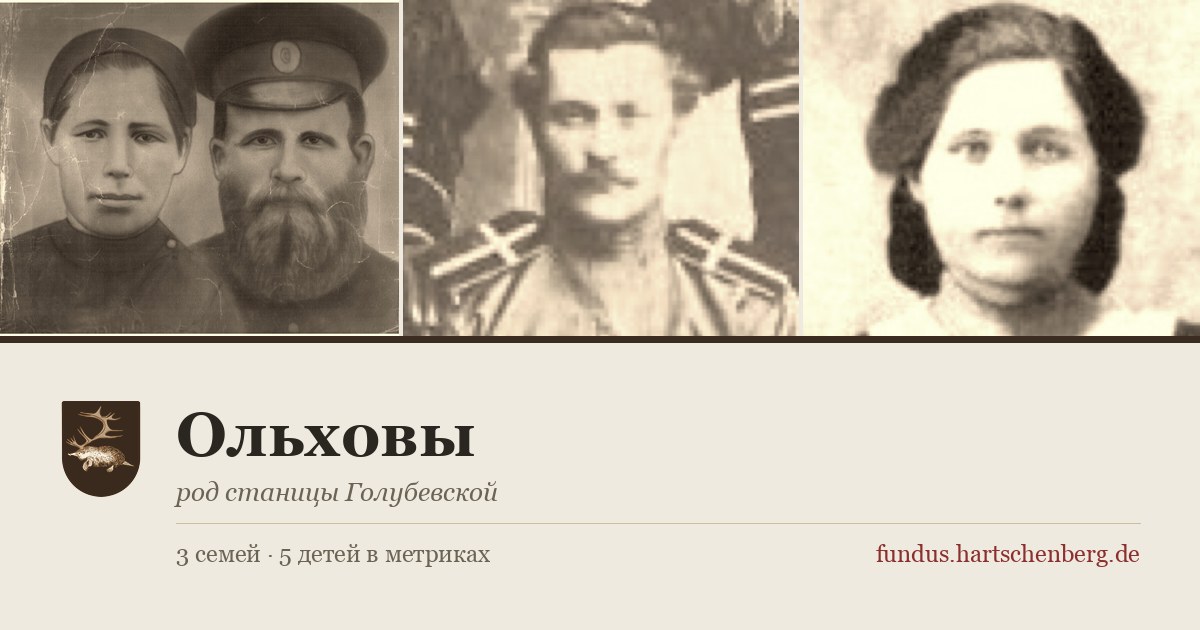 Ольховы
род станицы Голубевской
3 семей · 5 детей в метриках
fundus.hartschenberg.de